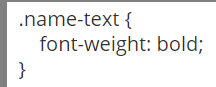 .name-text {
    font-weight: bold;
}